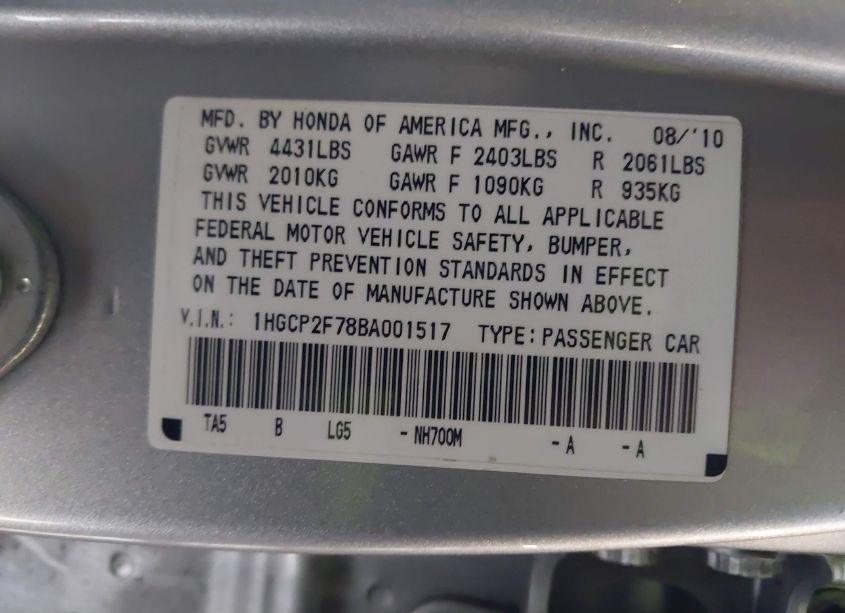 MFD. BY HONDA OF AMERICA MFG., INC. 08/'10
GVWR 4431LBS GAWR F 2403LBS R 2061LBS
GVWR 2010KG GAWR F 1090KG R 935KG
THIS VEHICLE CONFORMS TO ALL APPLICABLE
FEDERAL MOTOR VEHICLE SAFETY, BUMPER,
AND THEFT PREVENTION STANDARDS IN EFFECT
ON THE DATE OF MANUFACTURE SHOWN ABOVE.
V.I.N.: 1HGCP2F78BA001517 TYPE: PASSENGER CAR
TA5 B LG5 -NH700M -A -A